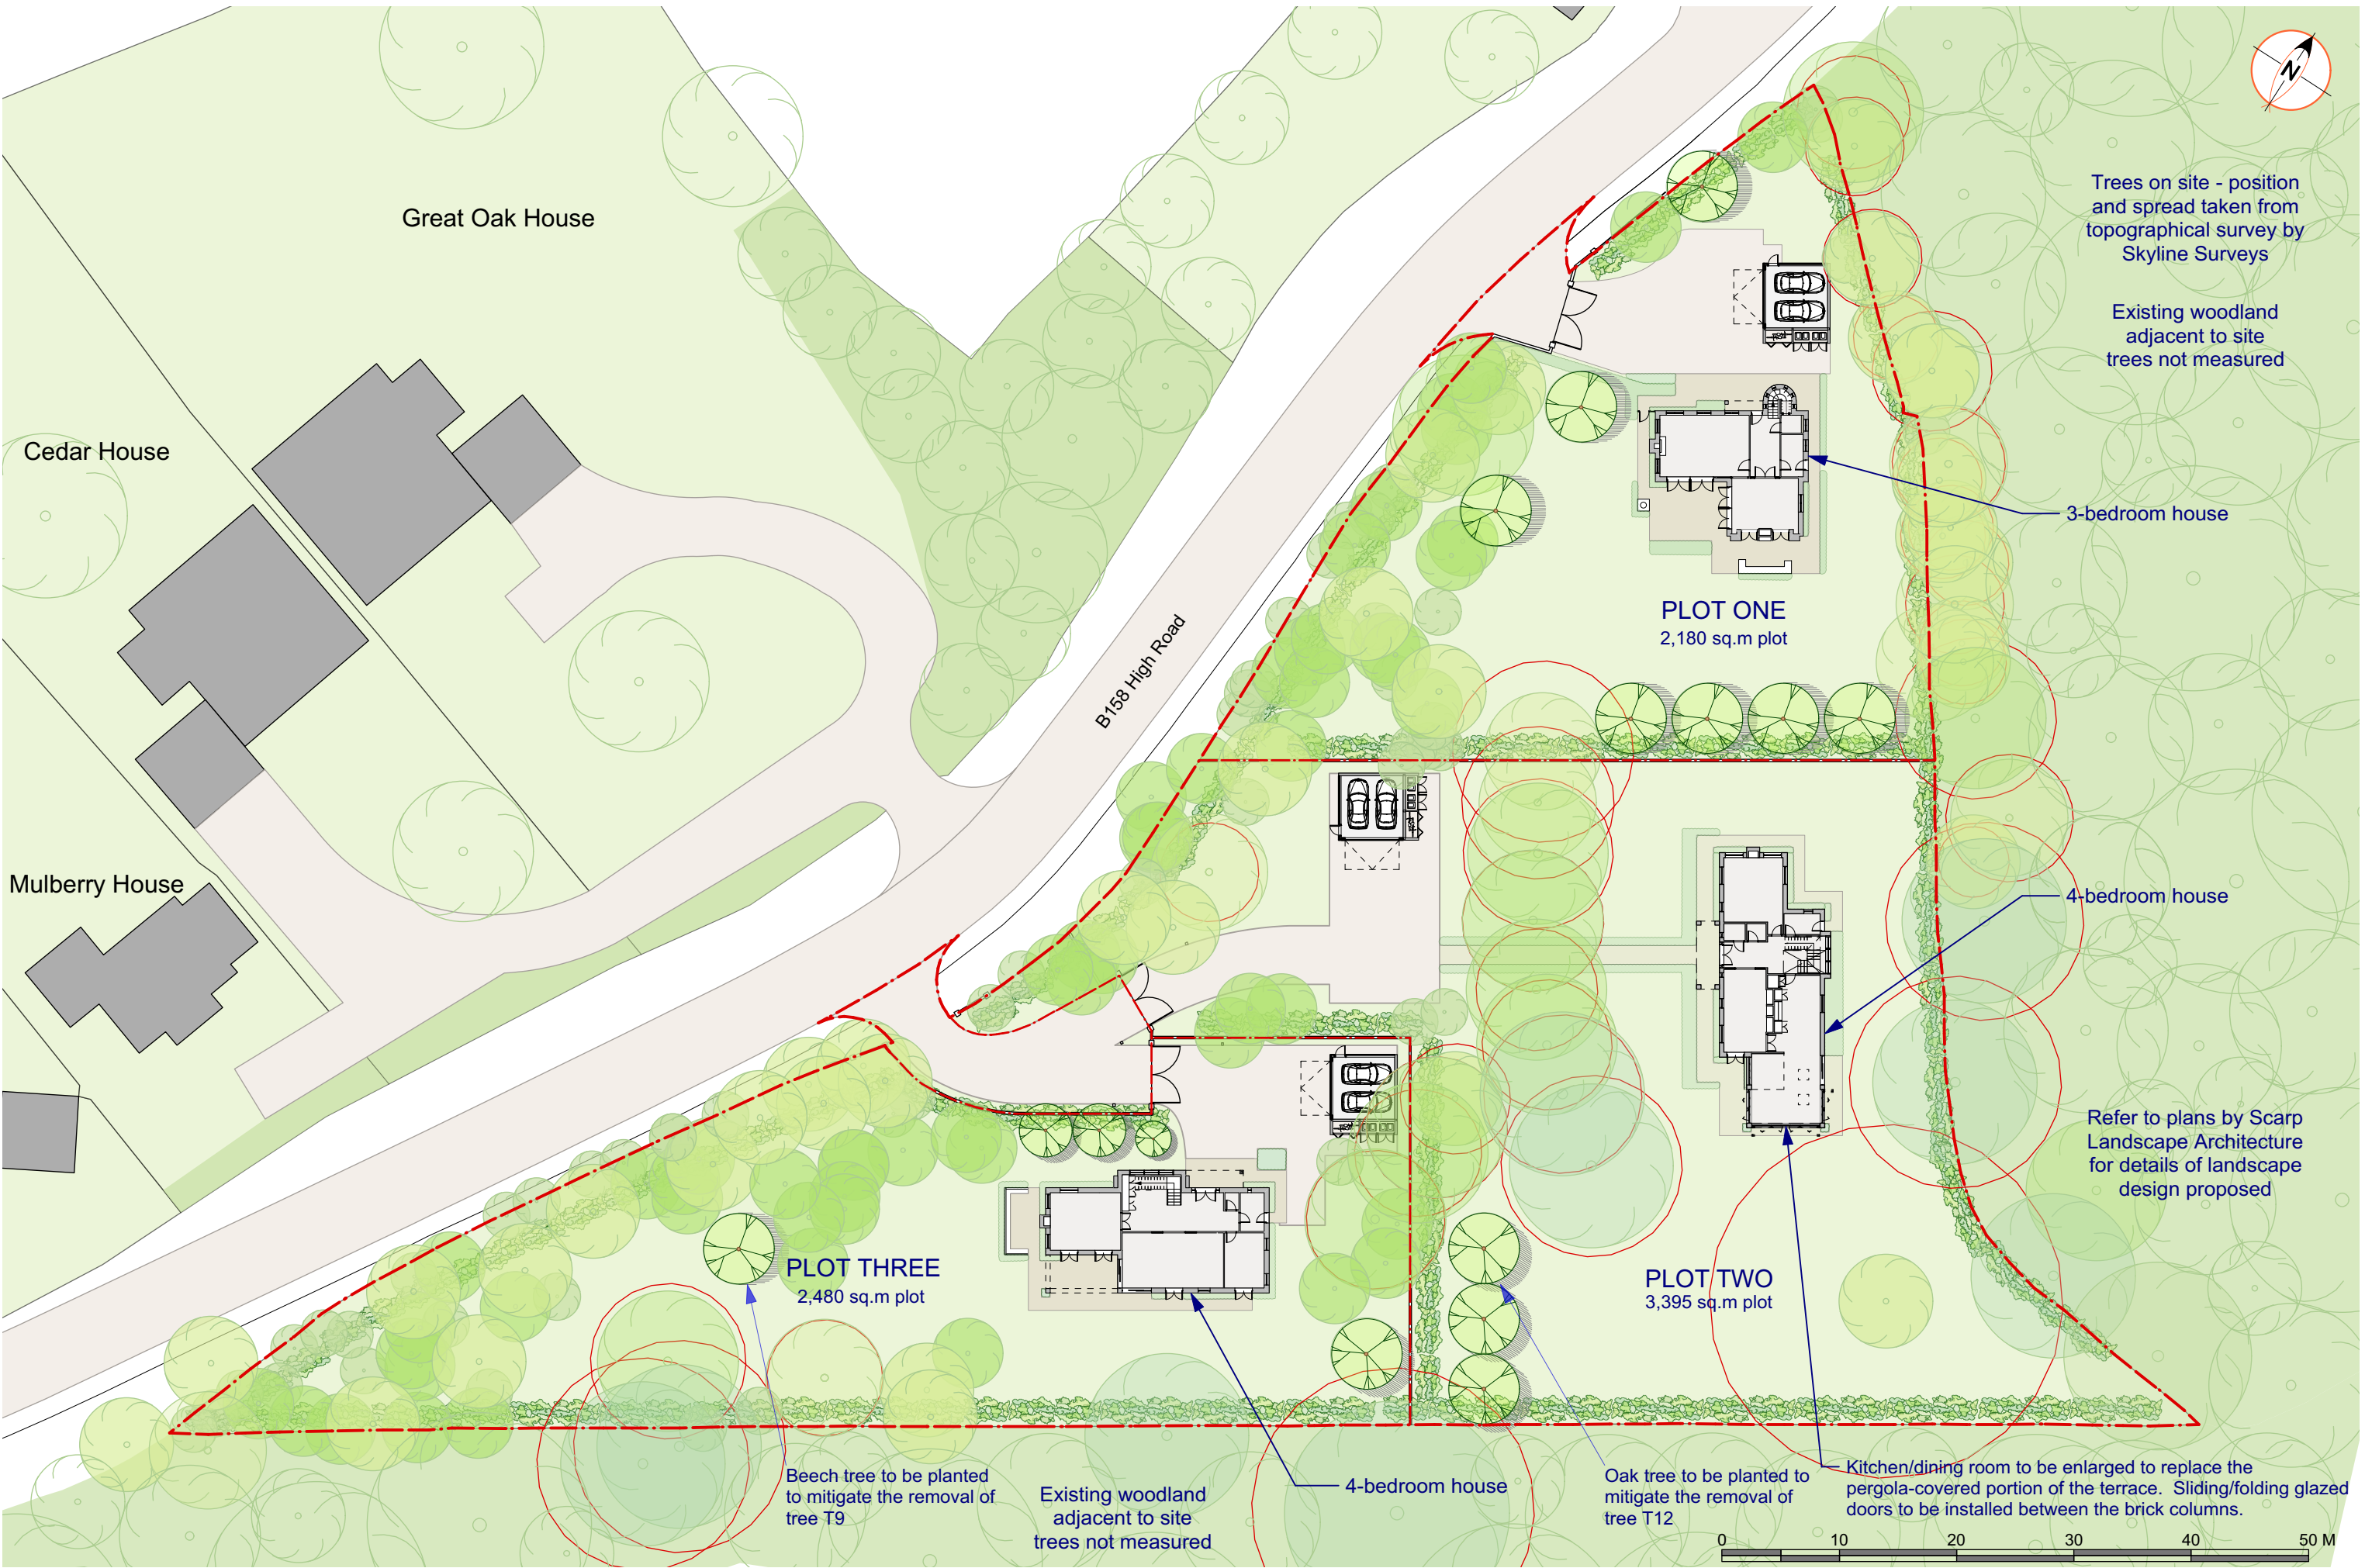 N
Great Oak House
Trees on site - position
and spread taken from
topographical survey by
Skyline Surveys
Existing woodland
adjacent to site
trees not measured
Cedar House
3-bedroom house
PLOT ONE
2,180 sq.m plot
B158 High Road
Mulberry House
4-bedroom house
Refer to plans by Scarp
Landscape Architecture
for details of landscape
design proposed
PLOT THREE
2,480 sq.m plot
PLOT TWO
3,395 sq.m plot
Beech tree to be planted
to mitigate the removal of
tree T9
Existing woodland
adjacent to site
trees not measured
4-bedroom house
Oak tree to be planted to
mitigate the removal of
tree T12
Kitchen/dining room to be enlarged to replace the
pergola-covered portion of the terrace. Sliding/folding glazed
doors to be installed between the brick columns.
0 10 20 30 40 50 M